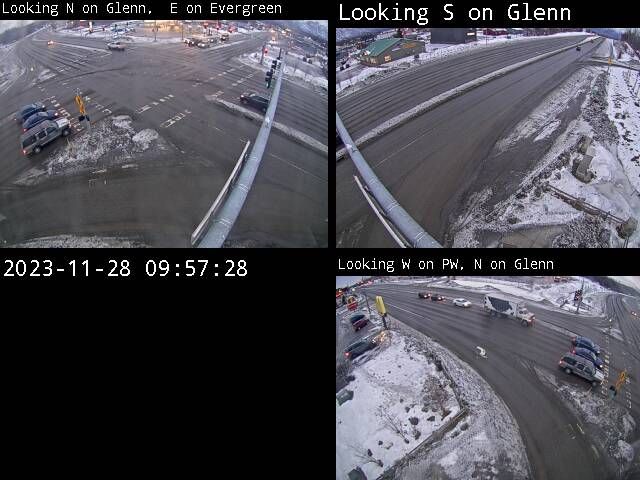 Looking N on Glenn,  E on Evergreen
Looking S on Glenn
2023-11-28 09:57:28
Looking W on PW, N on Glenn